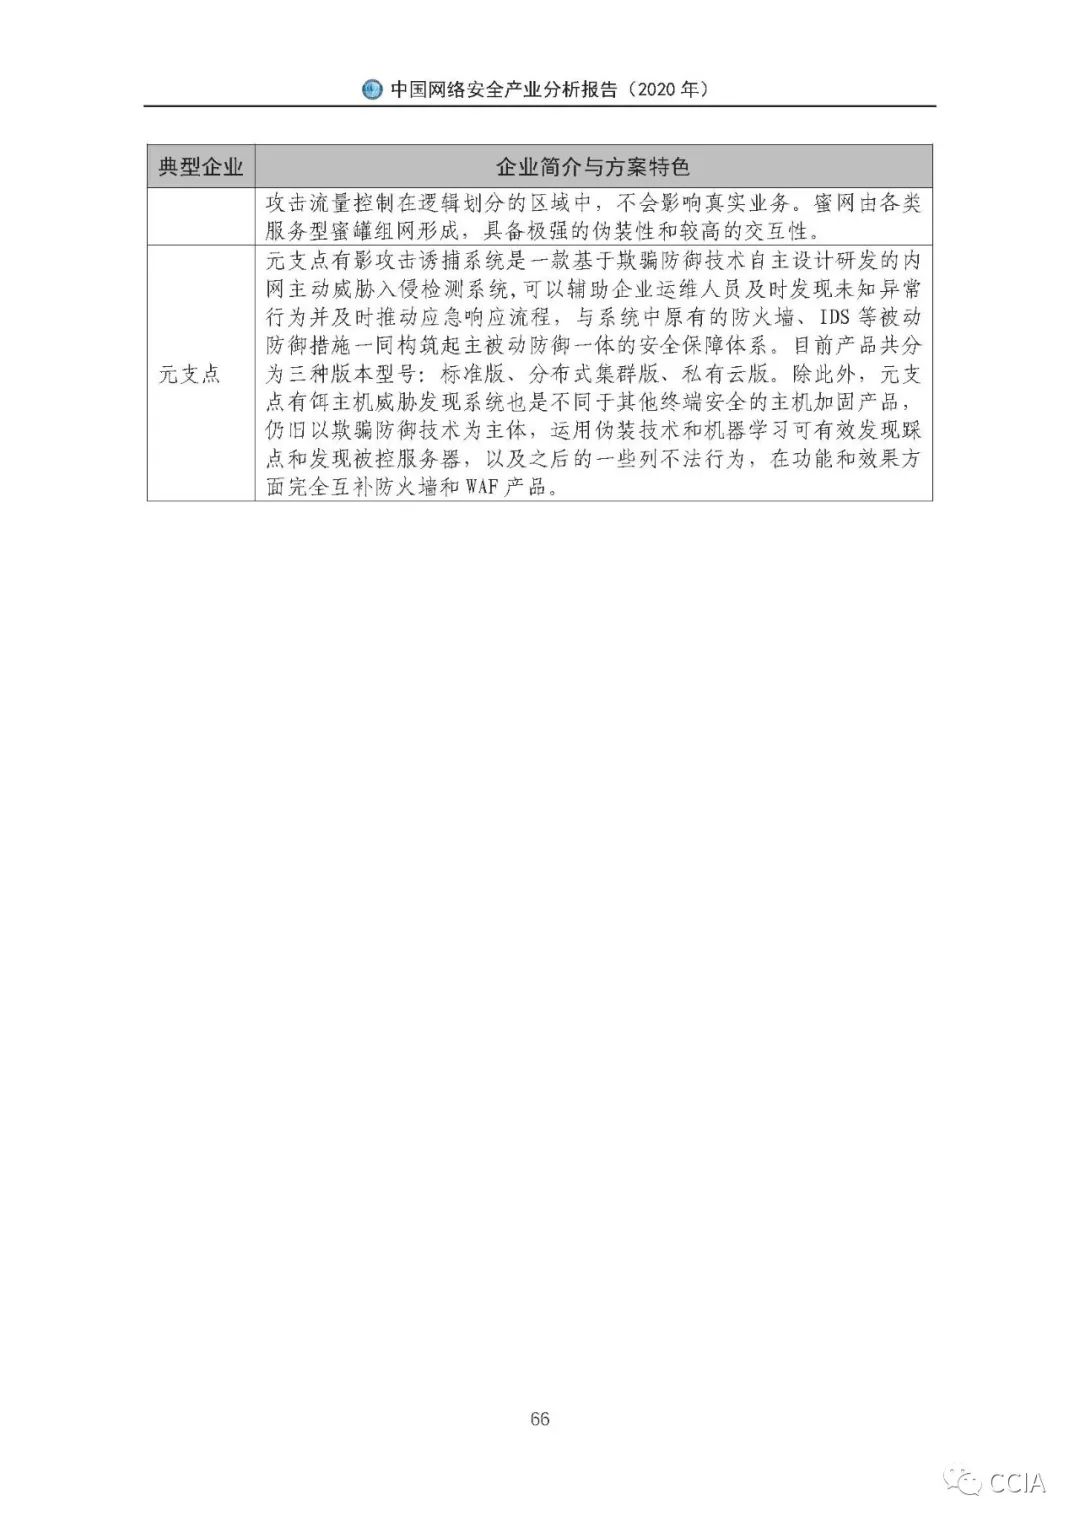 中国网络安全产业分析报告（2020 年）
典型企业 企业简介与方案特色
攻击流量控制在逻辑划分的区域中，不会影响真实业务。蜜网由各类
服务型蜜罐组网形成，具备极强的伪装性和较高的交互性。
元支点有影攻击诱捕系统是一款基于欺骗防御技术自主设计研发的内
网主动威胁入侵检测系统,可以辅助企业运维人员及时发现未知异常
行为并及时推动应急响应流程，与系统中原有的防火墙、IDS 等被动
防御措施一同构筑起主被动防御一体的安全保障体系。目前产品共分
元支点 为三种版本型号：标准版、分布式集群版、私有云版。除此外，元支
点有饵主机威胁发现系统也是不同于其他终端安全的主机加固产品，
仍旧以欺骗防御技术为主体，运用伪装技术和机器学习可有效发现踩
点和发现被控服务器，以及之后的一些列不法行为，在功能和效果方
面完全互补防火墙和 WAF 产品。
66
CCIA